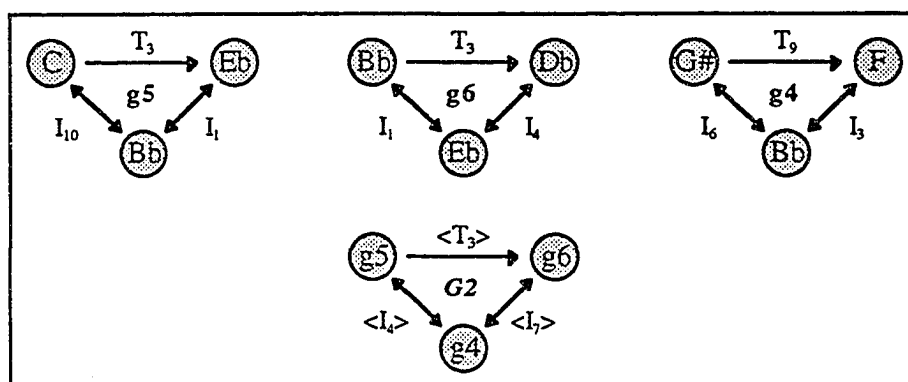 T₃ T₃ T₉
C Eb Bb Db G# F
g5 g6 g4
I₁₀ I₁ I₁ I₄ I₆ I₃
Bb Eb Bb
<T₃>
g5 g6
G2
<I₄> <I₇>
g4